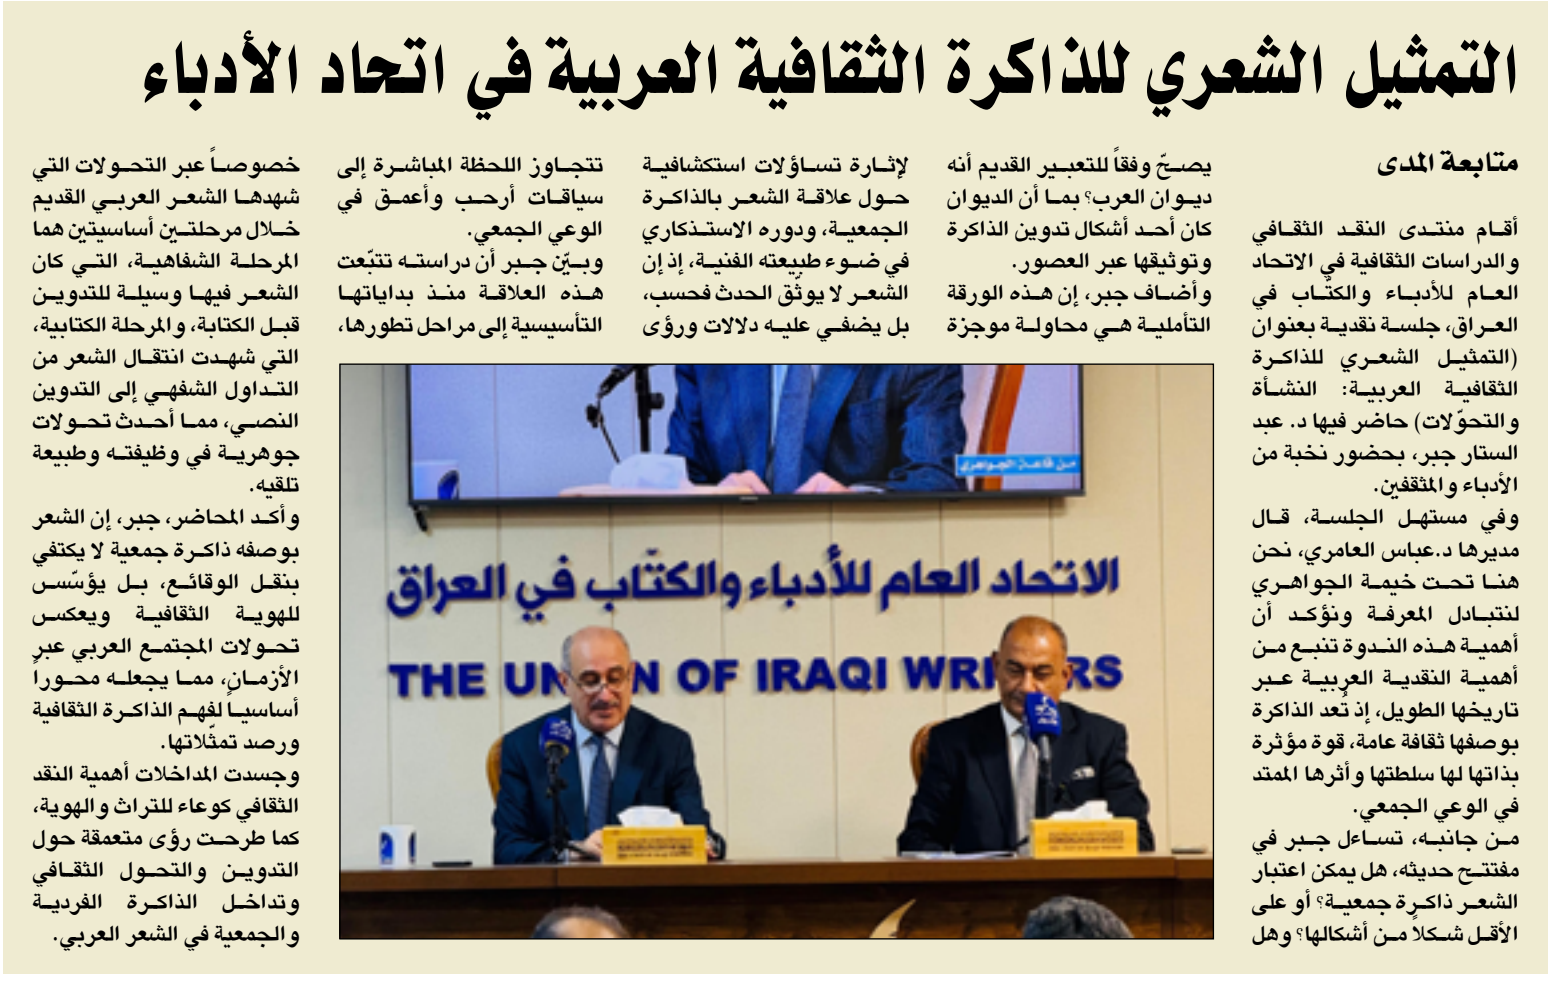 التمثيل الشعري للذاكرة الثقافية العربية في اتحاد الأدباء
متابعة المدى
أقام منتدى النقد الثقافي
والدراسات الثقافية في الاتحاد
العام للأدباء والكتّاب في
العراق، جلسة نقدية بعنوان
(التمثيل الشعري للذاكرة
الثقافية العربية: النشأة
والتحوّلات) حاضر فيها د. عبد
الستار جبر، بحضور نخبة من
الأدباء والمثقفين.
وفي مستهل الجلسة، قال
مديرها د.عباس العامري، نحن
هنا تحت خيمة الجواهري
لنتبادل المعرفة ونؤكد أن
أهمية هذه الندوة تنبع من
أهمية النقدية العربية عبر
تاريخها الطويل، إذ تُعد الذاكرة
بوصفها ثقافة عامة، قوة مؤثرة
بذاتها لها سلطتها وأثرها الممتد
في الوعي الجمعي.
من جانبه، تساءل جبر في
مفتتح حديثه، هل يمكن اعتبار
الشعر ذاكرة جمعية؟ أو على
الأقل شكلاً من أشكالها؟ وهل
يصحّ وفقاً للتعبير القديم أنه
ديوان العرب؟ بما أن الديوان
كان أحد أشكال تدوين الذاكرة
وتوثيقها عبر العصور.
وأضاف جبر، إن هذه الورقة
التأملية هي محاولة موجزة
لإثارة تساؤلات استكشافية
حول علاقة الشعر بالذاكرة
الجمعية، ودوره الاستذكاري
في ضوء طبيعته الفنية، إذ إن
الشعر لا يوثّق الحدث فحسب،
بل يضفي عليه دلالات ورؤى
تتجاوز اللحظة المباشرة إلى
سياقات أرحب وأعمق في
الوعي الجمعي.
وبيّن جبر أن دراسته تتبّعت
هذه العلاقة منذ بداياتها
التأسيسية إلى مراحل تطورها،
خصوصاً عبر التحولات التي
شهدها الشعر العربي القديم
خلال مرحلتين أساسيتين هما
المرحلة الشفاهية، التي كان
الشعر فيها وسيلة للتدوين
قبل الكتابة، والمرحلة الكتابية،
التي شهدت انتقال الشعر من
التداول الشفهي إلى التدوين
النصي، مما أحدث تحولات
جوهرية في وظيفته وطبيعة
تلقيه.
وأكد المحاضر، جبر، إن الشعر
بوصفه ذاكرة جمعية لا يكتفي
بنقل الوقائع، بل يؤسّس
للهوية الثقافية ويعكس
تحولات المجتمع العربي عبر
الأزمان، مما يجعله محوراً
أساسياً لفهم الذاكرة الثقافية
ورصد تمثّلاتها.
وجسدت المداخلات أهمية النقد
الثقافي كوعاء للتراث والهوية،
كما طرحت رؤى متعمقة حول
التدوين والتحول الثقافي
وتداخل الذاكرة الفردية
والجمعية في الشعر العربي.
من قاعة الجواهري
الاتحاد العام للأدباء والكتّاب في العراق
THE UN N OF IRAQI WRI RS